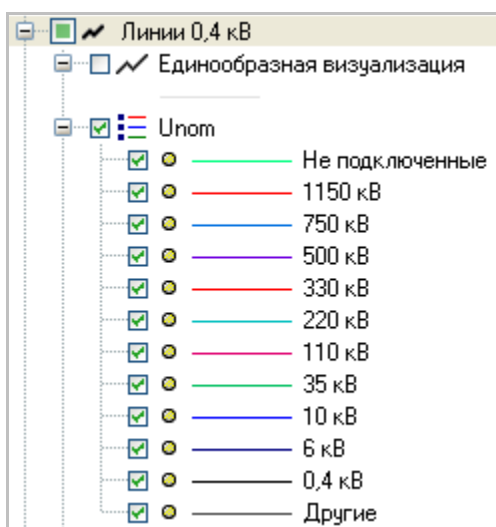 Линии 0,4 кВ
Единообразная визуализация
Unom
Не подключенные
1150 кВ
750 кВ
500 кВ
330 кВ
220 кВ
110 кВ
35 кВ
10 кВ
6 кВ
0,4 кВ
Другие